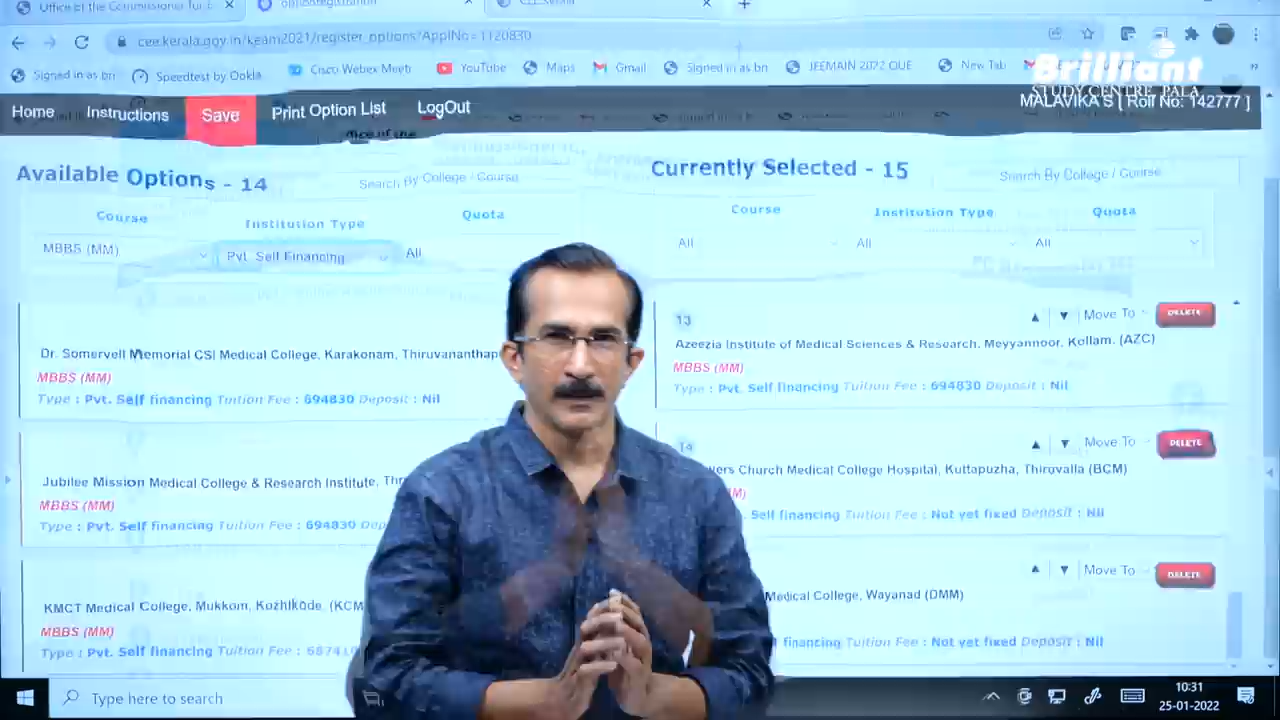 Office of the Commissioner for E
optionregistration
cee.kerala.gov.in/keam2021/register_options?ApplNo=1120830
Signed in as bri
Speedtest by Ookla
Cisco Webex Meeti
YouTube
Maps
Gmail
Signed in as bn
JEEMAIN 2022 QUE
New Tab
Brilliant
STUDY CENTRE, PALA
Home
Instructions
Save
Print Option List
LogOut
MALAVIKA S [ Roll No: 142777 ]
Available Options - 14
Search By College / Course
Currently Selected - 15
Search By College / Course
Course
Institution Type
Quota
Course
Institution Type
Quota
MBBS (MM)
Pvt. Self Financing
All
All
All
All
Dr. Somervell Memorial CSI Medical College, Karakonam, Thiruvananthap
MBBS (MM)
Type : Pvt. Self financing Tuition Fee : 694830 Deposit : Nil
Jubilee Mission Medical College & Research Institute, Thr
MBBS (MM)
Type : Pvt. Self financing Tuition Fee : 694830 Dep
KMCT Medical College, Mukkom, Kozhikode. (KCM
MBBS (MM)
Type : Pvt. Self financing Tuition Fee :
13
Move To
DELETE
Azeezia Institute of Medical Sciences & Research, Meyyannoor, Kollam. (AZC)
MBBS (MM)
Type : Pvt. Self financing Tuition Fee : 694830 Deposit : Nil
14
Move To
DELETE
vers Church Medical College Hospital, Kuttapuzha, Thiruvalla (BCM)
Self financing Tuition Fee : Not yet fixed Deposit : Nil
Move To
DELETE
Medical College, Wayanad (DMM)
financing Tuition Fee : Not yet fixed Deposit : Nil
Type here to search
10:31
25-01-2022